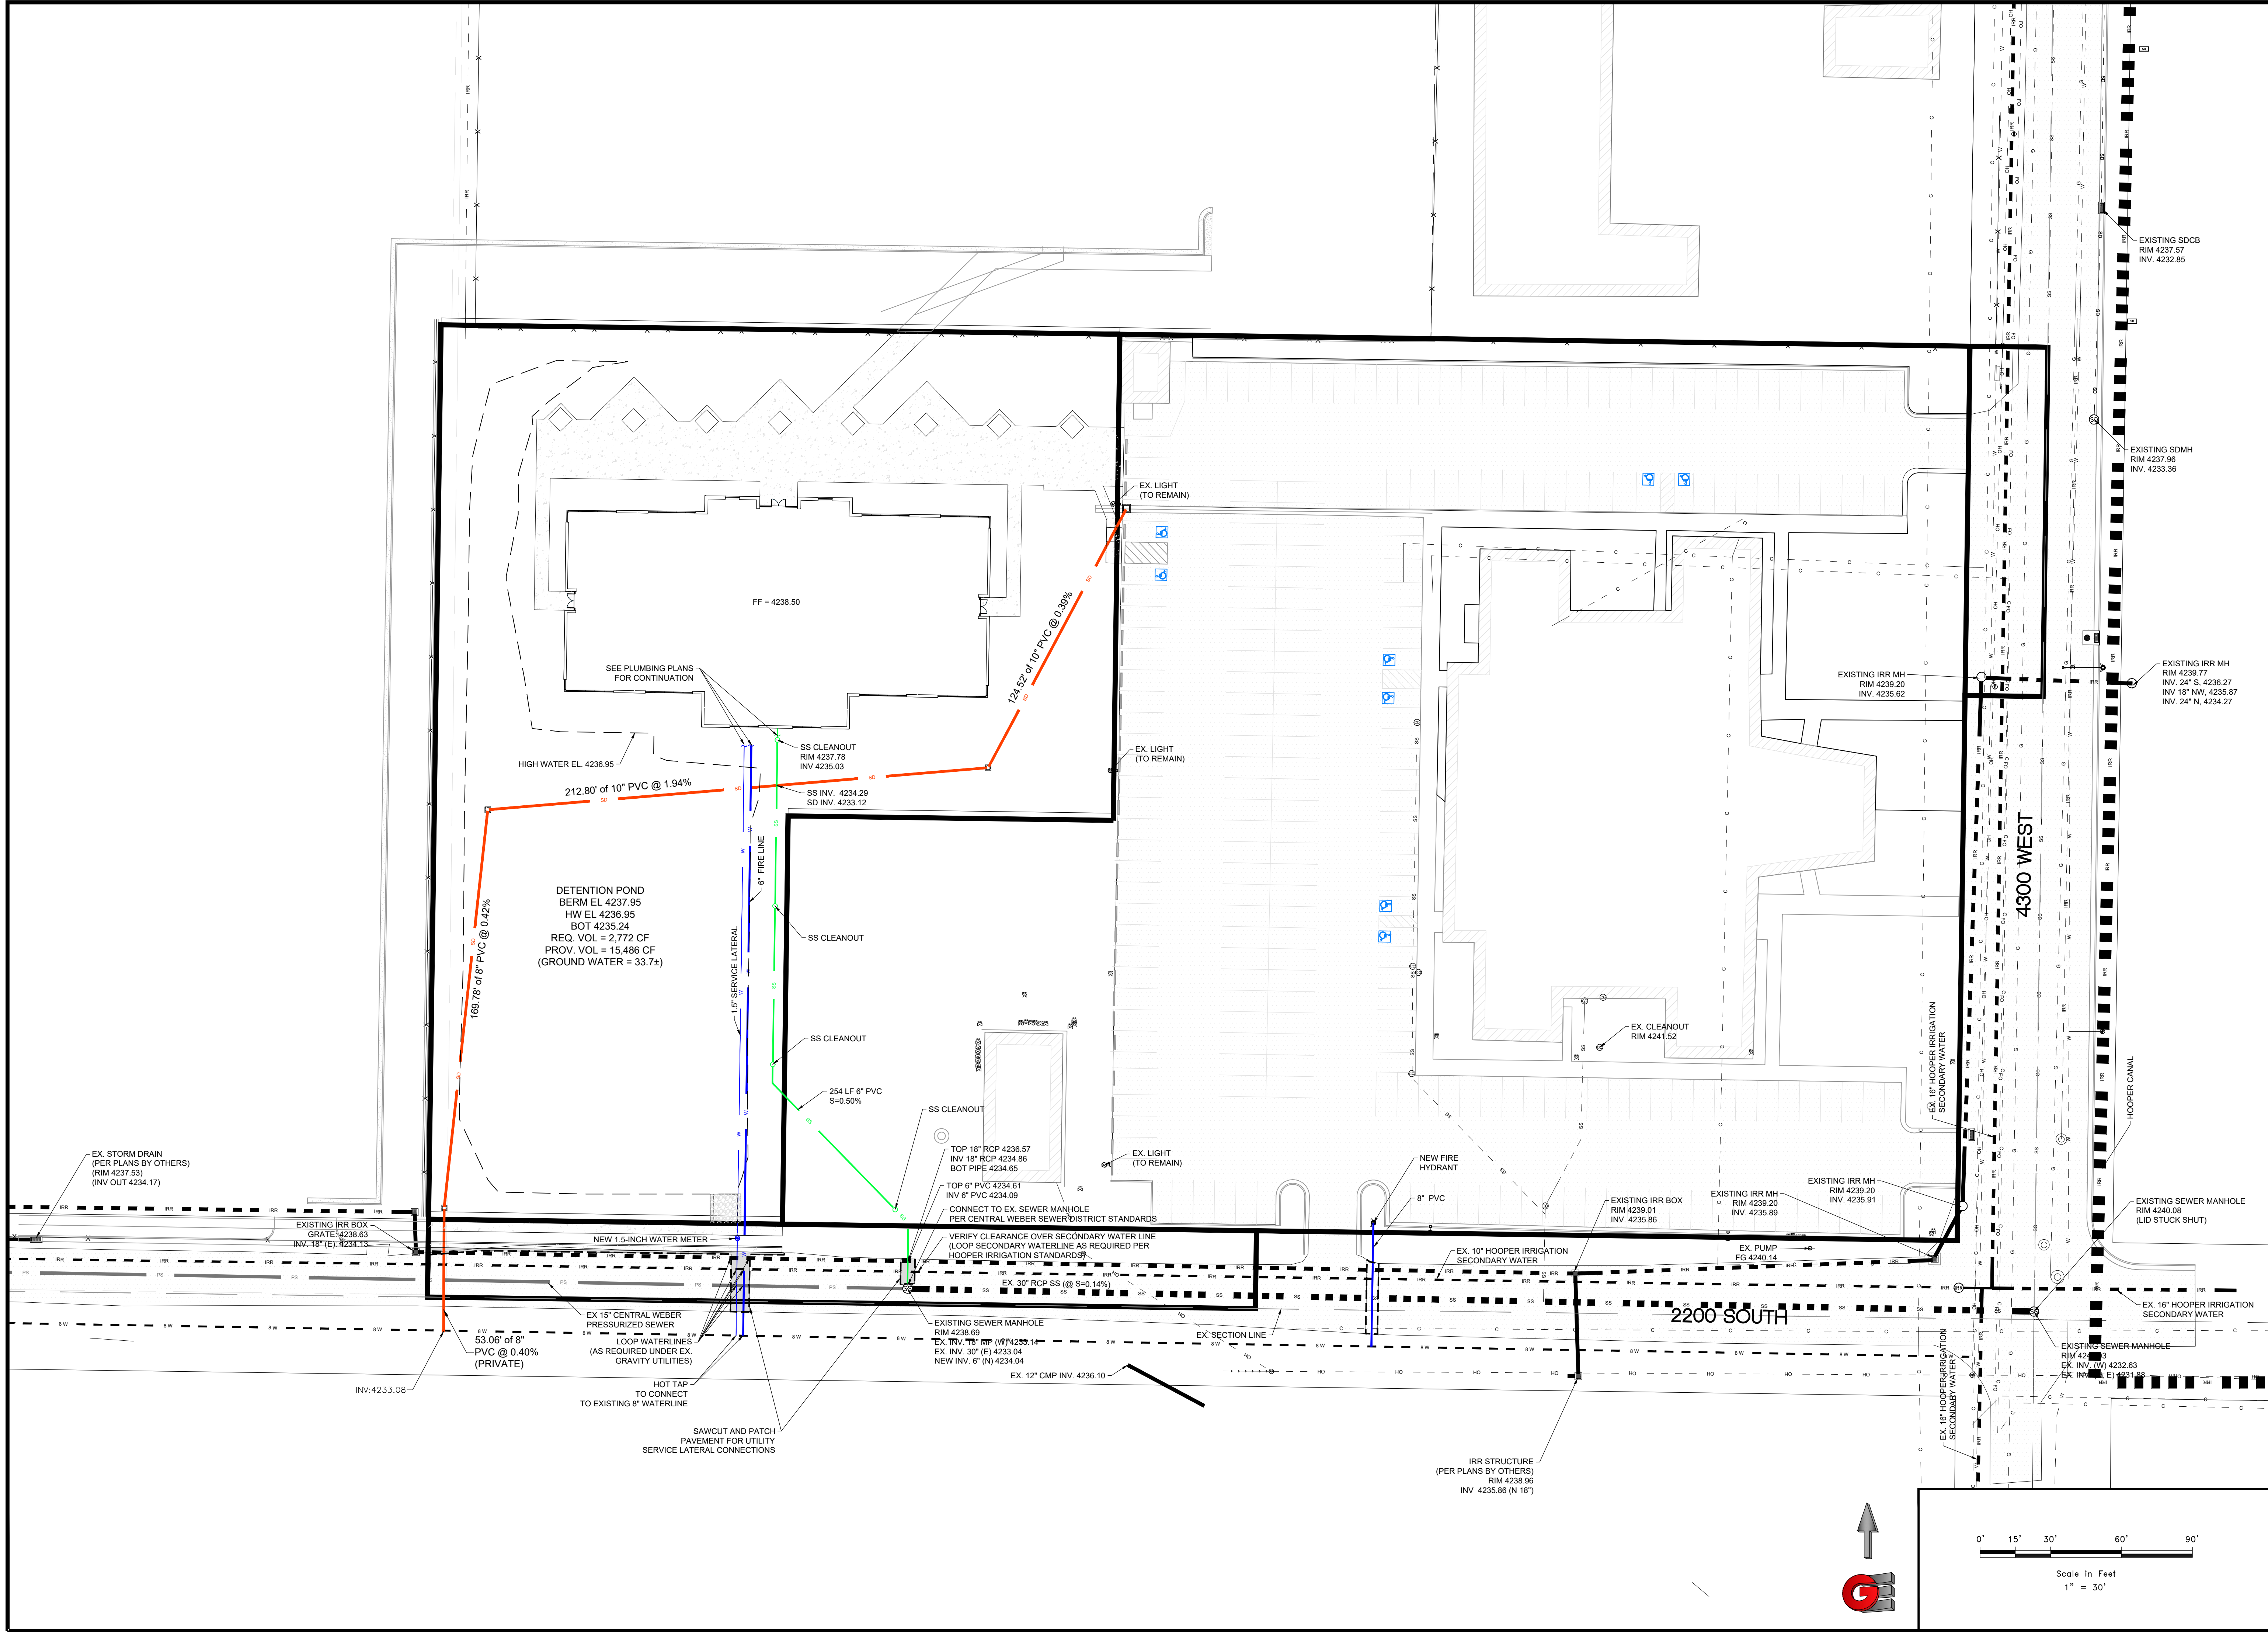 EXISTING SDCB
RIM 4237.57
INV. 4232.85
EXISTING SDMH
RIM 4237.96
INV. 4233.36
EX. LIGHT
(TO REMAIN)
FF = 4238.50
124.52' of 10" PVC @ 0.39%
SEE PLUMBING PLANS
FOR CONTINUATION
EXISTING IRR MH
RIM 4239.20
INV. 4235.62
EXISTING IRR MH
RIM 4239.77
INV. 24" S, 4236.27
INV 18" NW, 4235.87
INV. 24" N, 4234.27
SS CLEANOUT
RIM 4237.78
INV 4235.03
EX. LIGHT
(TO REMAIN)
HIGH WATER EL. 4236.95
212.80' of 10" PVC @ 1.94%
SS INV. 4234.29
SD INV. 4233.12
6" FIRE LINE
4300 WEST
DETENTION POND
BERM EL 4237.95
HW EL 4236.95
BOT 4235.24
REQ. VOL = 2,772 CF
PROV. VOL = 15,486 CF
(GROUND WATER = 33.7±)
169.78' of 8" PVC @ 0.42%
1.5" SERVICE LATERAL
SS CLEANOUT
SS CLEANOUT
EX. CLEANOUT
RIM 4241.52
EX. 16" HOOPER IRRIGATION
SECONDARY WATER
HOOPER CANAL
254 LF 6" PVC
S=0.50%
SS CLEANOUT
EX. STORM DRAIN
(PER PLANS BY OTHERS)
(RIM 4237.53)
(INV OUT 4234.17)
TOP 18" RCP 4236.57
INV 18" RCP 4234.86
BOT PIPE 4234.65
TOP 6" PVC 4234.61
INV 6" PVC 4234.09
CONNECT TO EX. SEWER MANHOLE
PER CENTRAL WEBER SEWER DISTRICT STANDARDS
VERIFY CLEARANCE OVER SECONDARY WATER LINE
(LOOP SECONDARY WATERLINE AS REQUIRED PER
HOOPER IRRIGATION STANDARDS)
EX. LIGHT
(TO REMAIN)
NEW FIRE
HYDRANT
8" PVC
EXISTING IRR BOX
RIM 4239.01
INV. 4235.86
EXISTING IRR MH
RIM 4239.20
INV. 4235.89
EXISTING IRR MH
RIM 4239.20
INV. 4235.91
EXISTING SEWER MANHOLE
RIM 4240.08
(LID STUCK SHUT)
EXISTING IRR BOX
GRATE: 4238.63
INV. 18" (E): 4234.13
NEW 1.5-INCH WATER METER
EX. 10" HOOPER IRRIGATION
SECONDARY WATER
EX. PUMP
FG 4240.14
EX. 30" RCP SS (@ S=0.14%)
2200 SOUTH
EX. 16" HOOPER IRRIGATION
SECONDARY WATER
EX 15" CENTRAL WEBER
PRESSURIZED SEWER
53.06' of 8"
PVC @ 0.40%
(PRIVATE)
LOOP WATERLINES
(AS REQUIRED UNDER EX.
GRAVITY UTILITIES)
EXISTING SEWER MANHOLE
RIM 4238.69
EX. INV. 18" MP (W) 4233.14
EX. INV. 30" (E) 4233.04
NEW INV. 6" (N) 4234.04
EX. SECTION LINE
EXISTING SEWER MANHOLE
EX. INV. (W) 4232.63
INV:4233.08
HOT TAP
TO CONNECT
TO EXISTING 8" WATERLINE
EX. 12" CMP INV. 4236.10
EX. 16" HOOPER IRRIGATION
SECONDARY WATER
SAWCUT AND PATCH
PAVEMENT FOR UTILITY
SERVICE LATERAL CONNECTIONS
IRR STRUCTURE
(PER PLANS BY OTHERS)
RIM 4238.96
INV 4235.86 (N 18")
0' 15' 30' 60' 90'
Scale in Feet
1" = 30'